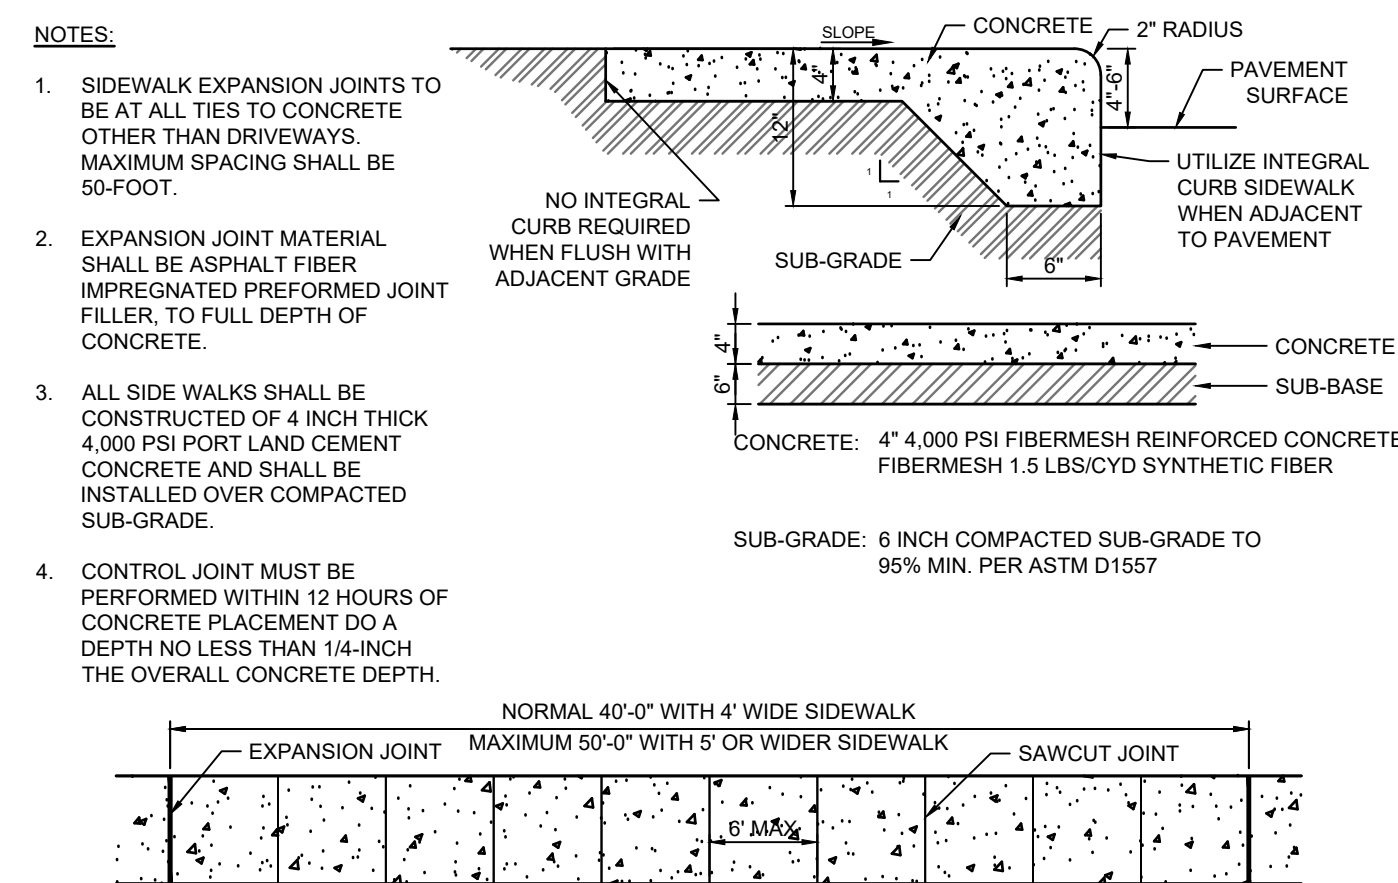 NOTES:
1. SIDEWALK EXPANSION JOINTS TO
BE AT ALL TIES TO CONCRETE
OTHER THAN DRIVEWAYS.
MAXIMUM SPACING SHALL BE
50-FOOT.
2. EXPANSION JOINT MATERIAL
SHALL BE ASPHALT FIBER
IMPREGNATED PREFORMED JOINT
FILLER, TO FULL DEPTH OF
CONCRETE.
3. ALL SIDE WALKS SHALL BE
CONSTRUCTED OF 4 INCH THICK
4,000 PSI PORT LAND CEMENT
CONCRETE AND SHALL BE
INSTALLED OVER COMPACTED
SUB-GRADE.
4. CONTROL JOINT MUST BE
PERFORMED WITHIN 12 HOURS OF
CONCRETE PLACEMENT DO A
DEPTH NO LESS THAN 1/4-INCH
THE OVERALL CONCRETE DEPTH.
SLOPE
CONCRETE
2" RADIUS
4"
12"
4"-6"
PAVEMENT
SURFACE
1
1
NO INTEGRAL
CURB REQUIRED
WHEN FLUSH WITH
ADJACENT GRADE
SUB-GRADE
6"
UTILIZE INTEGRAL
CURB SIDEWALK
WHEN ADJACENT
TO PAVEMENT
4"
6"
CONCRETE
SUB-BASE
CONCRETE: 4" 4,000 PSI FIBERMESH REINFORCED CONCRETE
FIBERMESH 1.5 LBS/CYD SYNTHETIC FIBER
SUB-GRADE: 6 INCH COMPACTED SUB-GRADE TO
95% MIN. PER ASTM D1557
NORMAL 40'-0" WITH 4' WIDE SIDEWALK
MAXIMUM 50'-0" WITH 5' OR WIDER SIDEWALK
EXPANSION JOINT
SAWCUT JOINT
6' MAX.